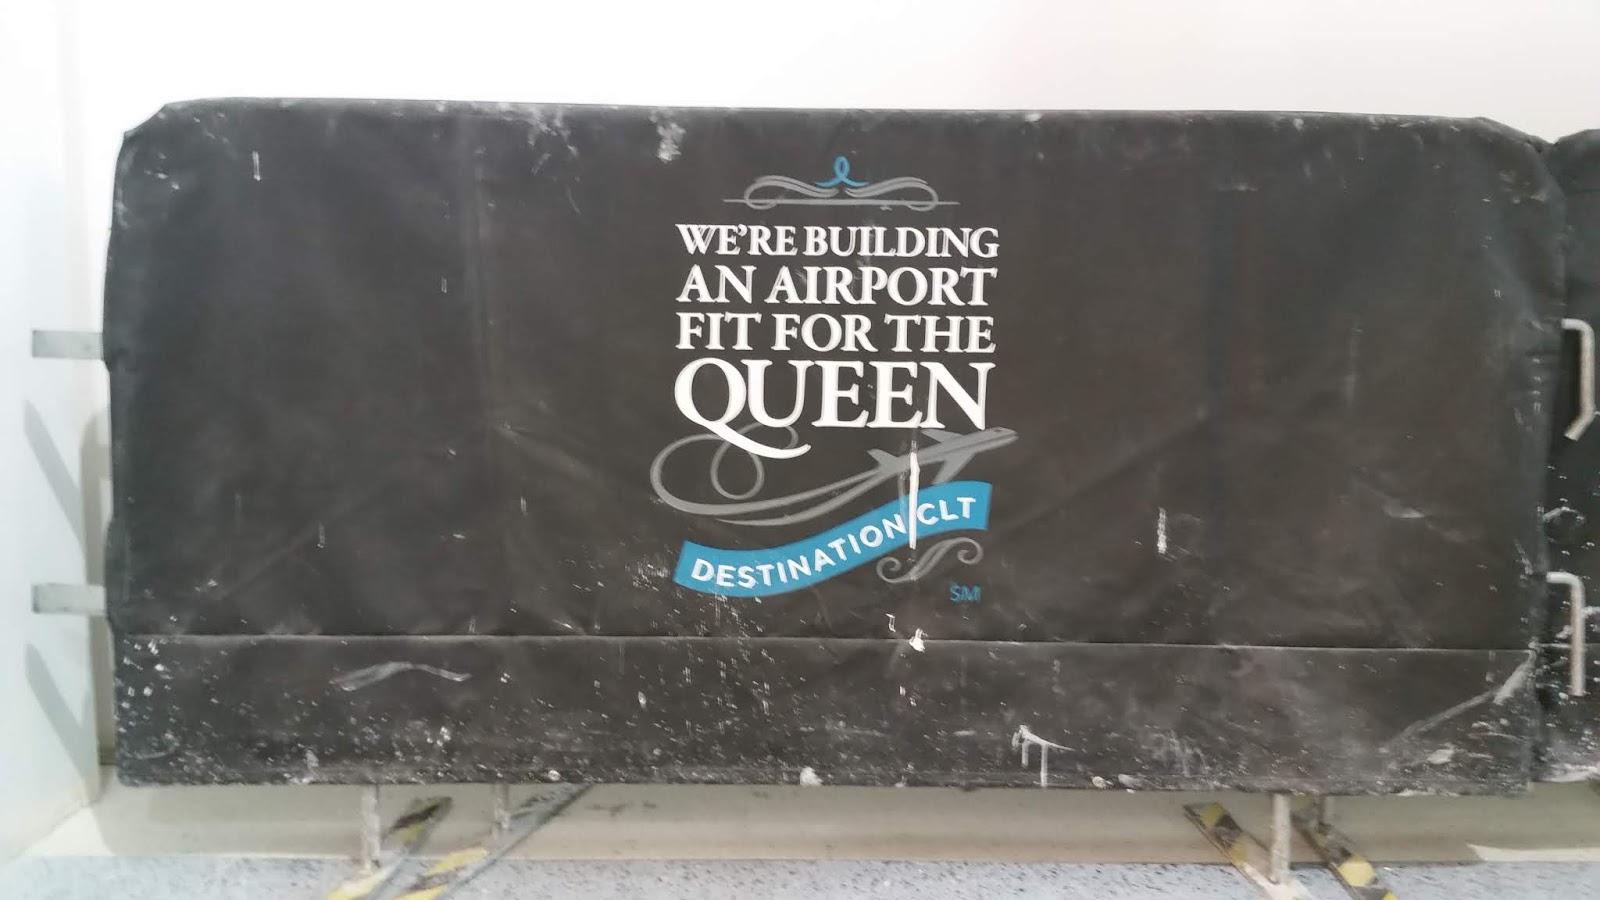 WE'RE BUILDING
AN AIRPORT
FIT FOR THE
QUEEN
DESTINATION CLT
SM